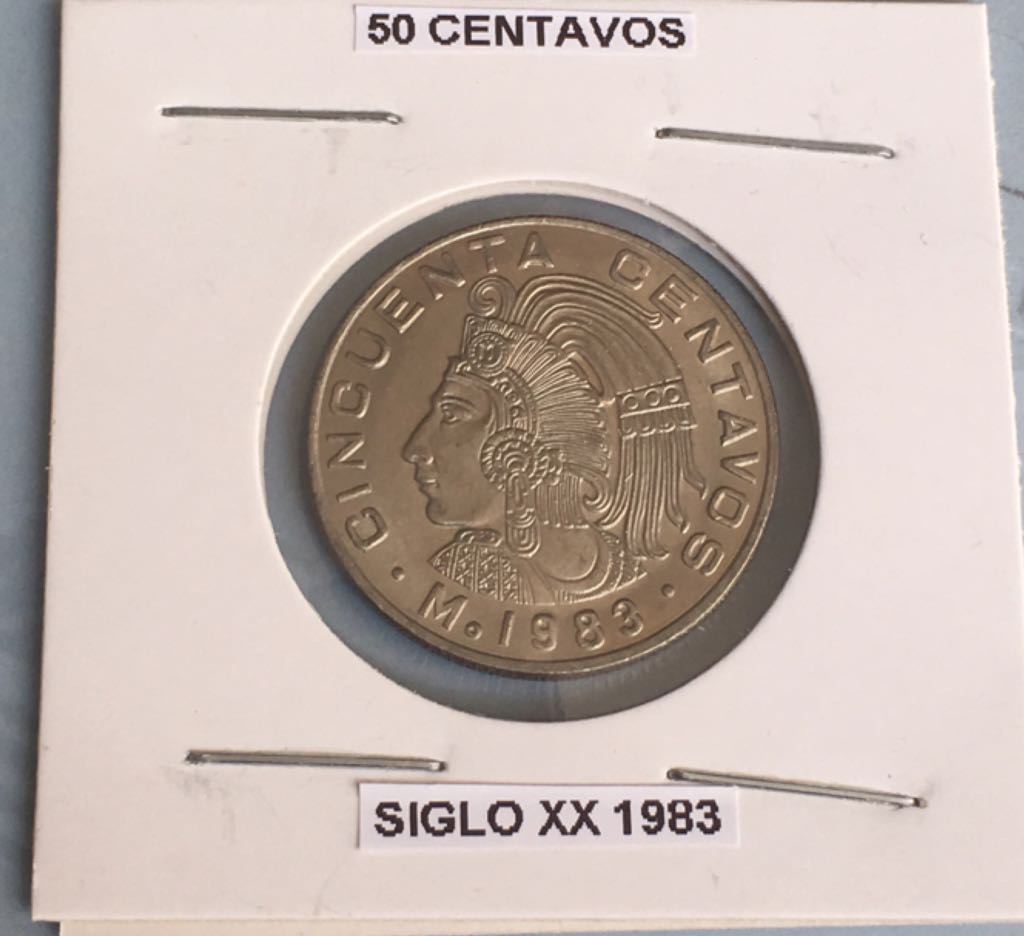 50 CENTAVOS
CINCUENTA CENTAVOS
M. 1983
SIGLO XX 1983